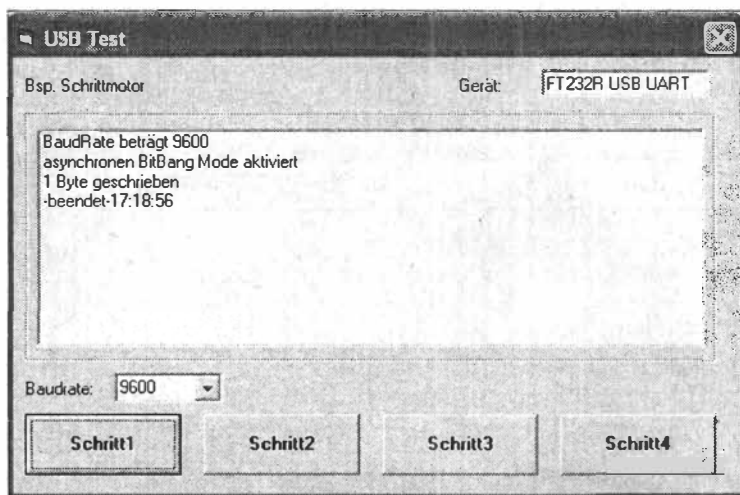 USB Test
Bsp. Schrittmotor
Gerät:
FT232R USB UART
BaudRate beträgt 9600
asynchronen BitBang Mode aktiviert
1 Byte geschrieben
-beendet-17:18:56
Baudrate:
9600
Schritt1
Schritt2
Schritt3
Schritt4